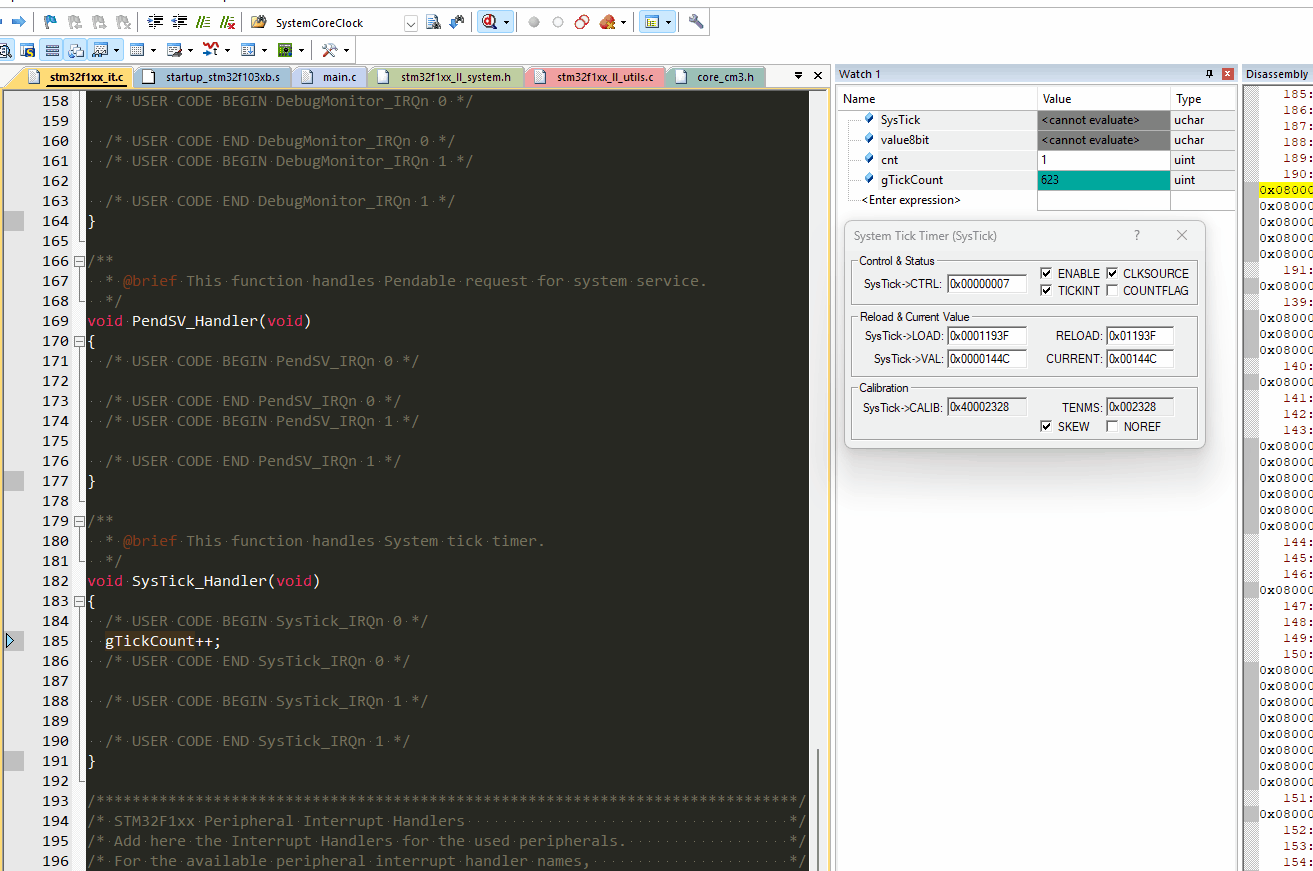 SystemCoreClock
stm32f1xx_it.c
startup_stm32f103xb.s
main.c
stm32f1xx_ll_system.h
stm32f1xx_ll_utils.c
core_cm3.h
158 /* USER CODE BEGIN DebugMonitor_IRQn 0 */
159
160 /* USER CODE END DebugMonitor_IRQn 0 */
161 /* USER CODE BEGIN DebugMonitor_IRQn 1 */
162
163 /* USER CODE END DebugMonitor_IRQn 1 */
164 }
165
166 /**
167 * @brief This function handles Pendable request for system service.
168 */
169 void PendSV_Handler(void)
170 {
171 /* USER CODE BEGIN PendSV_IRQn 0 */
172
173 /* USER CODE END PendSV_IRQn 0 */
174 /* USER CODE BEGIN PendSV_IRQn 1 */
175
176 /* USER CODE END PendSV_IRQn 1 */
177 }
178
179 /**
180 * @brief This function handles System tick timer.
181 */
182 void SysTick_Handler(void)
183 {
184 /* USER CODE BEGIN SysTick_IRQn 0 */
185 gTickCount++;
186 /* USER CODE END SysTick_IRQn 0 */
187
188 /* USER CODE BEGIN SysTick_IRQn 1 */
189
190 /* USER CODE END SysTick_IRQn 1 */
191 }
192
193 /******************************************************************************/
194 /* STM32F1xx Peripheral Interrupt Handlers */
195 /* Add here the Interrupt Handlers for the used peripherals. */
196 /* For the available peripheral interrupt handler names, */
Watch 1
Name Value Type
SysTick <cannot evaluate> uchar
value8bit <cannot evaluate> uchar
cnt 1 uint
gTickCount 623 uint
<Enter expression>
System Tick Timer (SysTick) ?
Control & Status
SysTick->CTRL: 0x00000007 ENABLE CLKSOURCE
TICKINT COUNTFLAG
Reload & Current Value
SysTick->LOAD: 0x0001193F RELOAD: 0x01193F
SysTick->VAL: 0x0000144C CURRENT: 0x00144C
Calibration
SysTick->CALIB: 0x40002328 TENMS: 0x002328
SKEW NOREF
Disassembly
185:
186:
187:
188:
189:
190:
0x08000
0x08000
0x08000
0x08000
0x08000
191:
0x08000
139:
0x08000
0x08000
0x08000
140:
0x08000
141:
142:
143:
0x08000
0x08000
0x08000
0x08000
0x08000
0x08000
144:
145:
146:
0x08000
147:
148:
149:
150:
0x08000
0x08000
0x08000
0x08000
0x08000
0x08000
0x08000
0x08000
151:
0x08000
152:
153:
154: